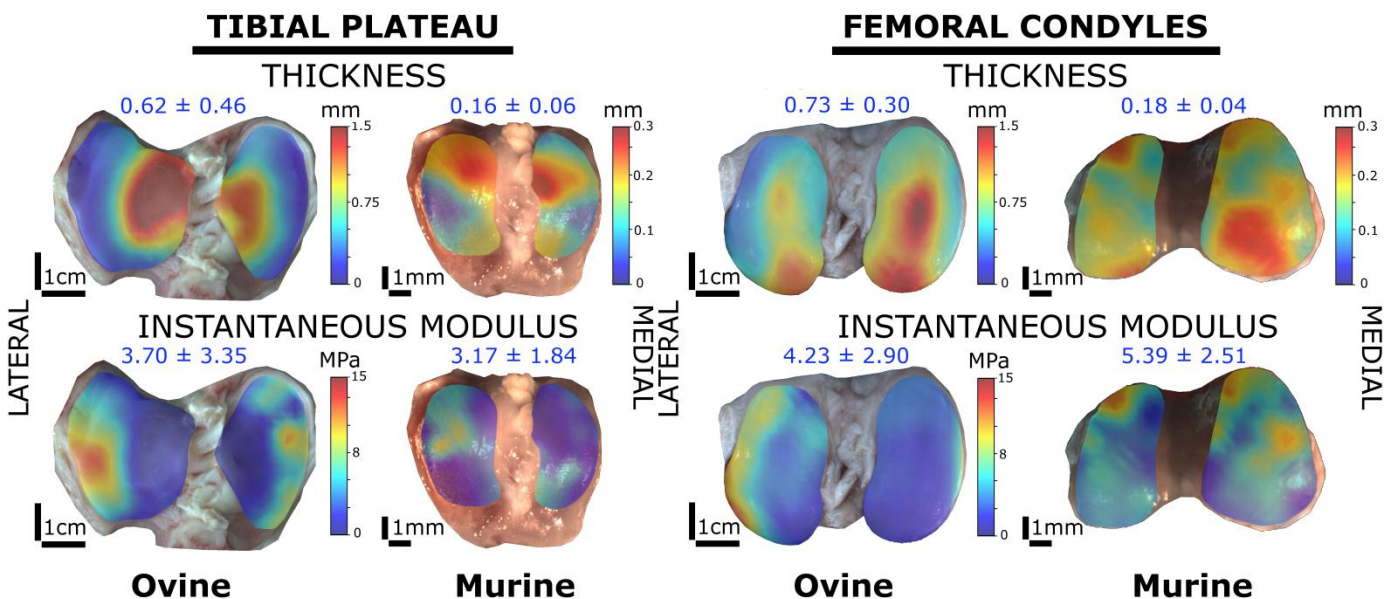 TIBIAL PLATEAU
THICKNESS
0.62 ± 0.46
0.16 ± 0.06
mm
1.5
0.75
0
mm
0.3
0.2
0.1
0
1cm
1mm
LATERAL
MEDIAL
INSTANTANEOUS MODULUS
3.70 ± 3.35
3.17 ± 1.84
MPa
15
8
0
1cm
1mm
Ovine
Murine
FEMORAL CONDYLES
THICKNESS
0.73 ± 0.30
0.18 ± 0.04
mm
1.5
0.75
0
mm
0.3
0.2
0.1
0
1cm
1mm
LATERAL
MEDIAL
INSTANTANEOUS MODULUS
4.23 ± 2.90
5.39 ± 2.51
MPa
15
8
0
1cm
1mm
Ovine
Murine